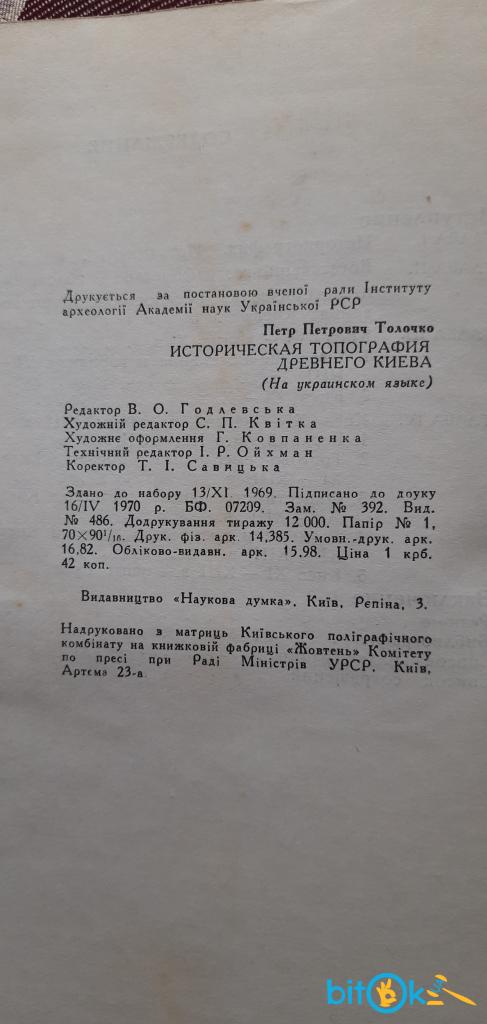 Друкується за постановою вченої ради Інституту
археології Академії наук Української РСР
Петр Петрович Толочко
ИСТОРИЧЕСКАЯ ТОПОГРАФИЯ
ДРЕВНЕГО КИЕВА
(На украинском языке)
Редактор В. О. Годлевська
Художній редактор С. П. Квітка
Художнє оформлення Г. Ковпаненка
Технічний редактор І. Р. Ойхман
Коректор Т. І. Савицька
Здано до набору 13/XI. 1969. Підписано до доуку
16/IV 1970 р. БФ. 07209. Зам. № 392. Вид.
№ 486. Додрукування тиражу 12 000. Папір № 1,
70×90¹/₁₆. Друк. фіз. арк. 14,385. Умовн.-друк. арк.
16,82. Обліково-видавн. арк. 15,98. Ціна 1 крб.
42 коп.
Видавництво «Наукова думка». Київ, Рєпіна, 3.
Надруковано з матриць Київського поліграфічного
комбінату на книжковій фабриці «Жовтень» Комітету
по пресі при Раді Міністрів УРСР. Київ,
Артема 23-а
bitok.ua